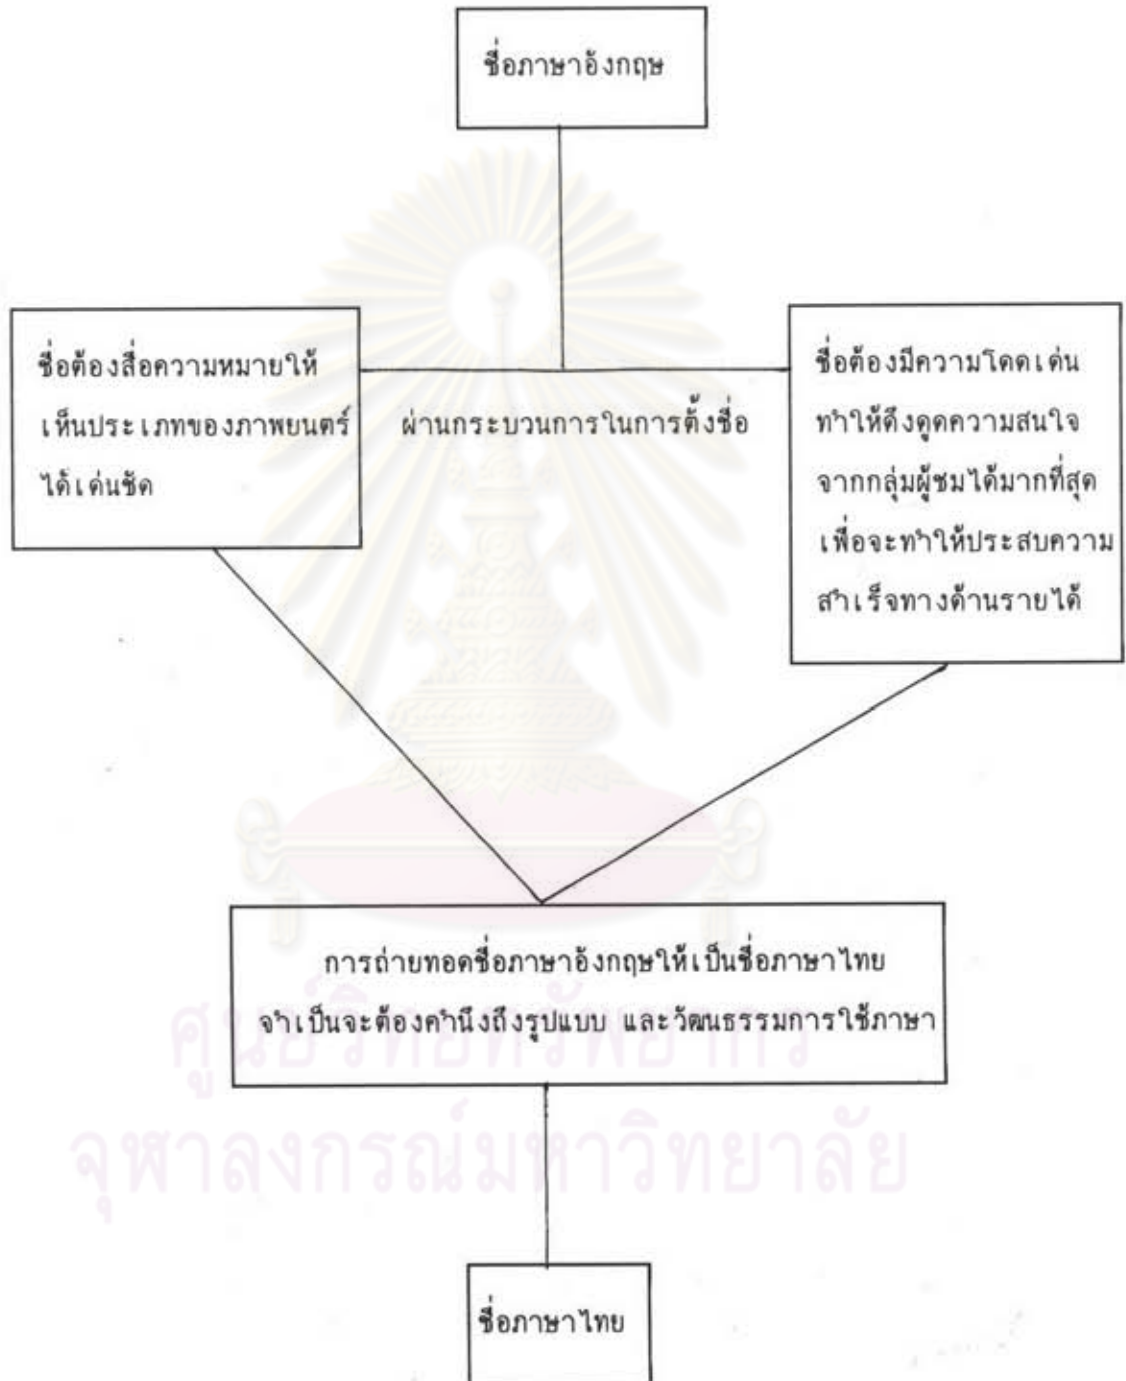 ชื่อภาษาอังกฤษ
ชื่อต้องสื่อความหมายให้
เห็นประเภทของภาพยนตร์
ได้เด่นชัด
ผ่านกระบวนการในการตั้งชื่อ
ชื่อต้องมีความโดดเด่น
ทำให้ดึงดูดความสนใจ
จากกลุ่มผู้ชมได้มากที่สุด
เพื่อจะทำให้ประสบความ
สำเร็จทางด้านรายได้
การถ่ายทอดชื่อภาษาอังกฤษให้เป็นชื่อภาษาไทย
จำเป็นจะต้องคำนึงถึงรูปแบบ และวัฒนธรรมการใช้ภาษา
ศูนย์วิทยทรัพยากร
จุฬาลงกรณ์มหาวิทยาลัย
ชื่อภาษาไทย